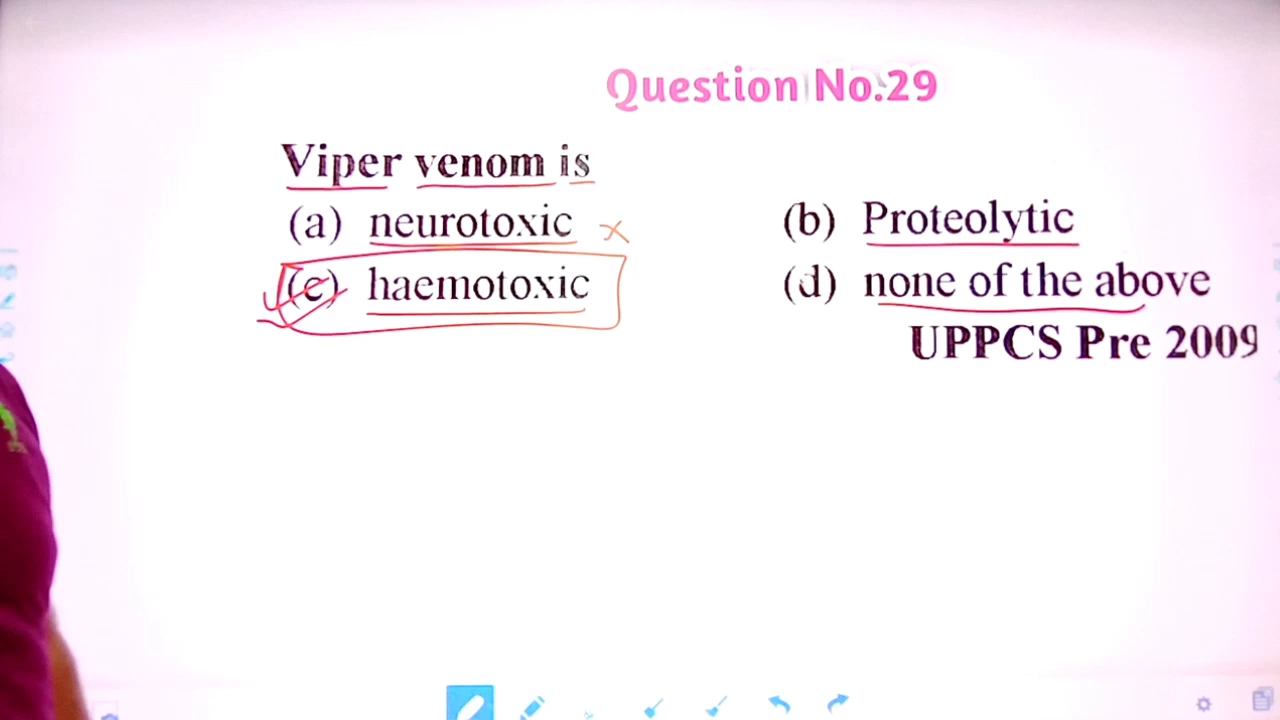 Question No.29
Viper venom is
(a) neurotoxic (b) Proteolytic
(c) haemotoxic (d) none of the above
UPPCS Pre 2009